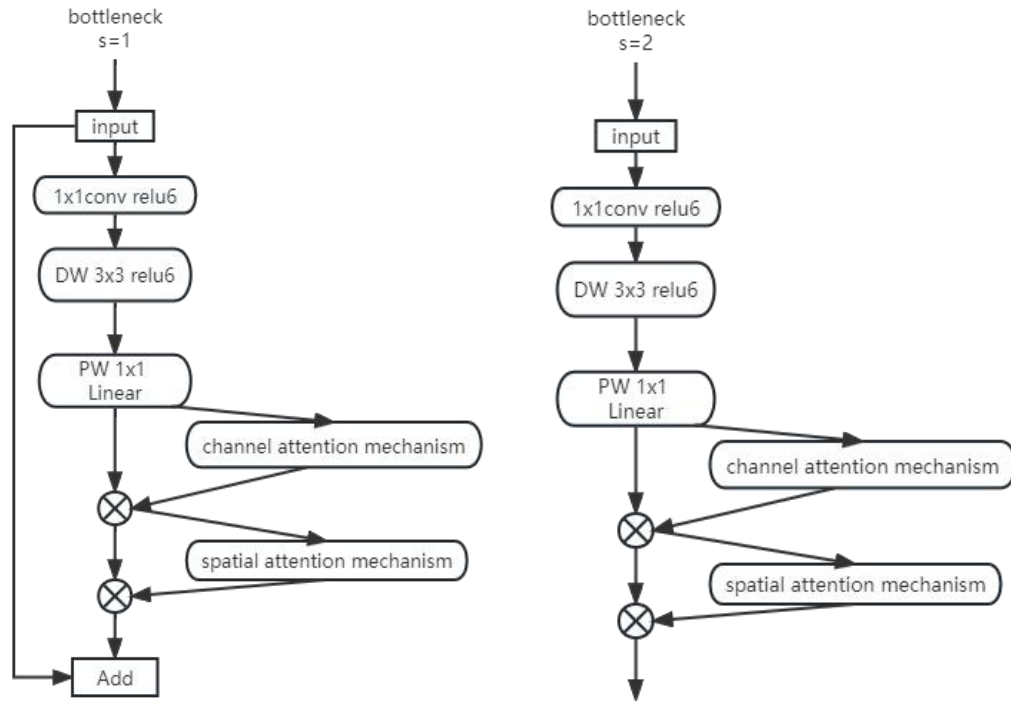 bottleneck
s=1
input
1x1conv relu6
DW 3x3 relu6
PW 1x1
Linear
channel attention mechanism
spatial attention mechanism
Add
bottleneck
s=2
input
1x1conv relu6
DW 3x3 relu6
PW 1x1
Linear
channel attention mechanism
spatial attention mechanism